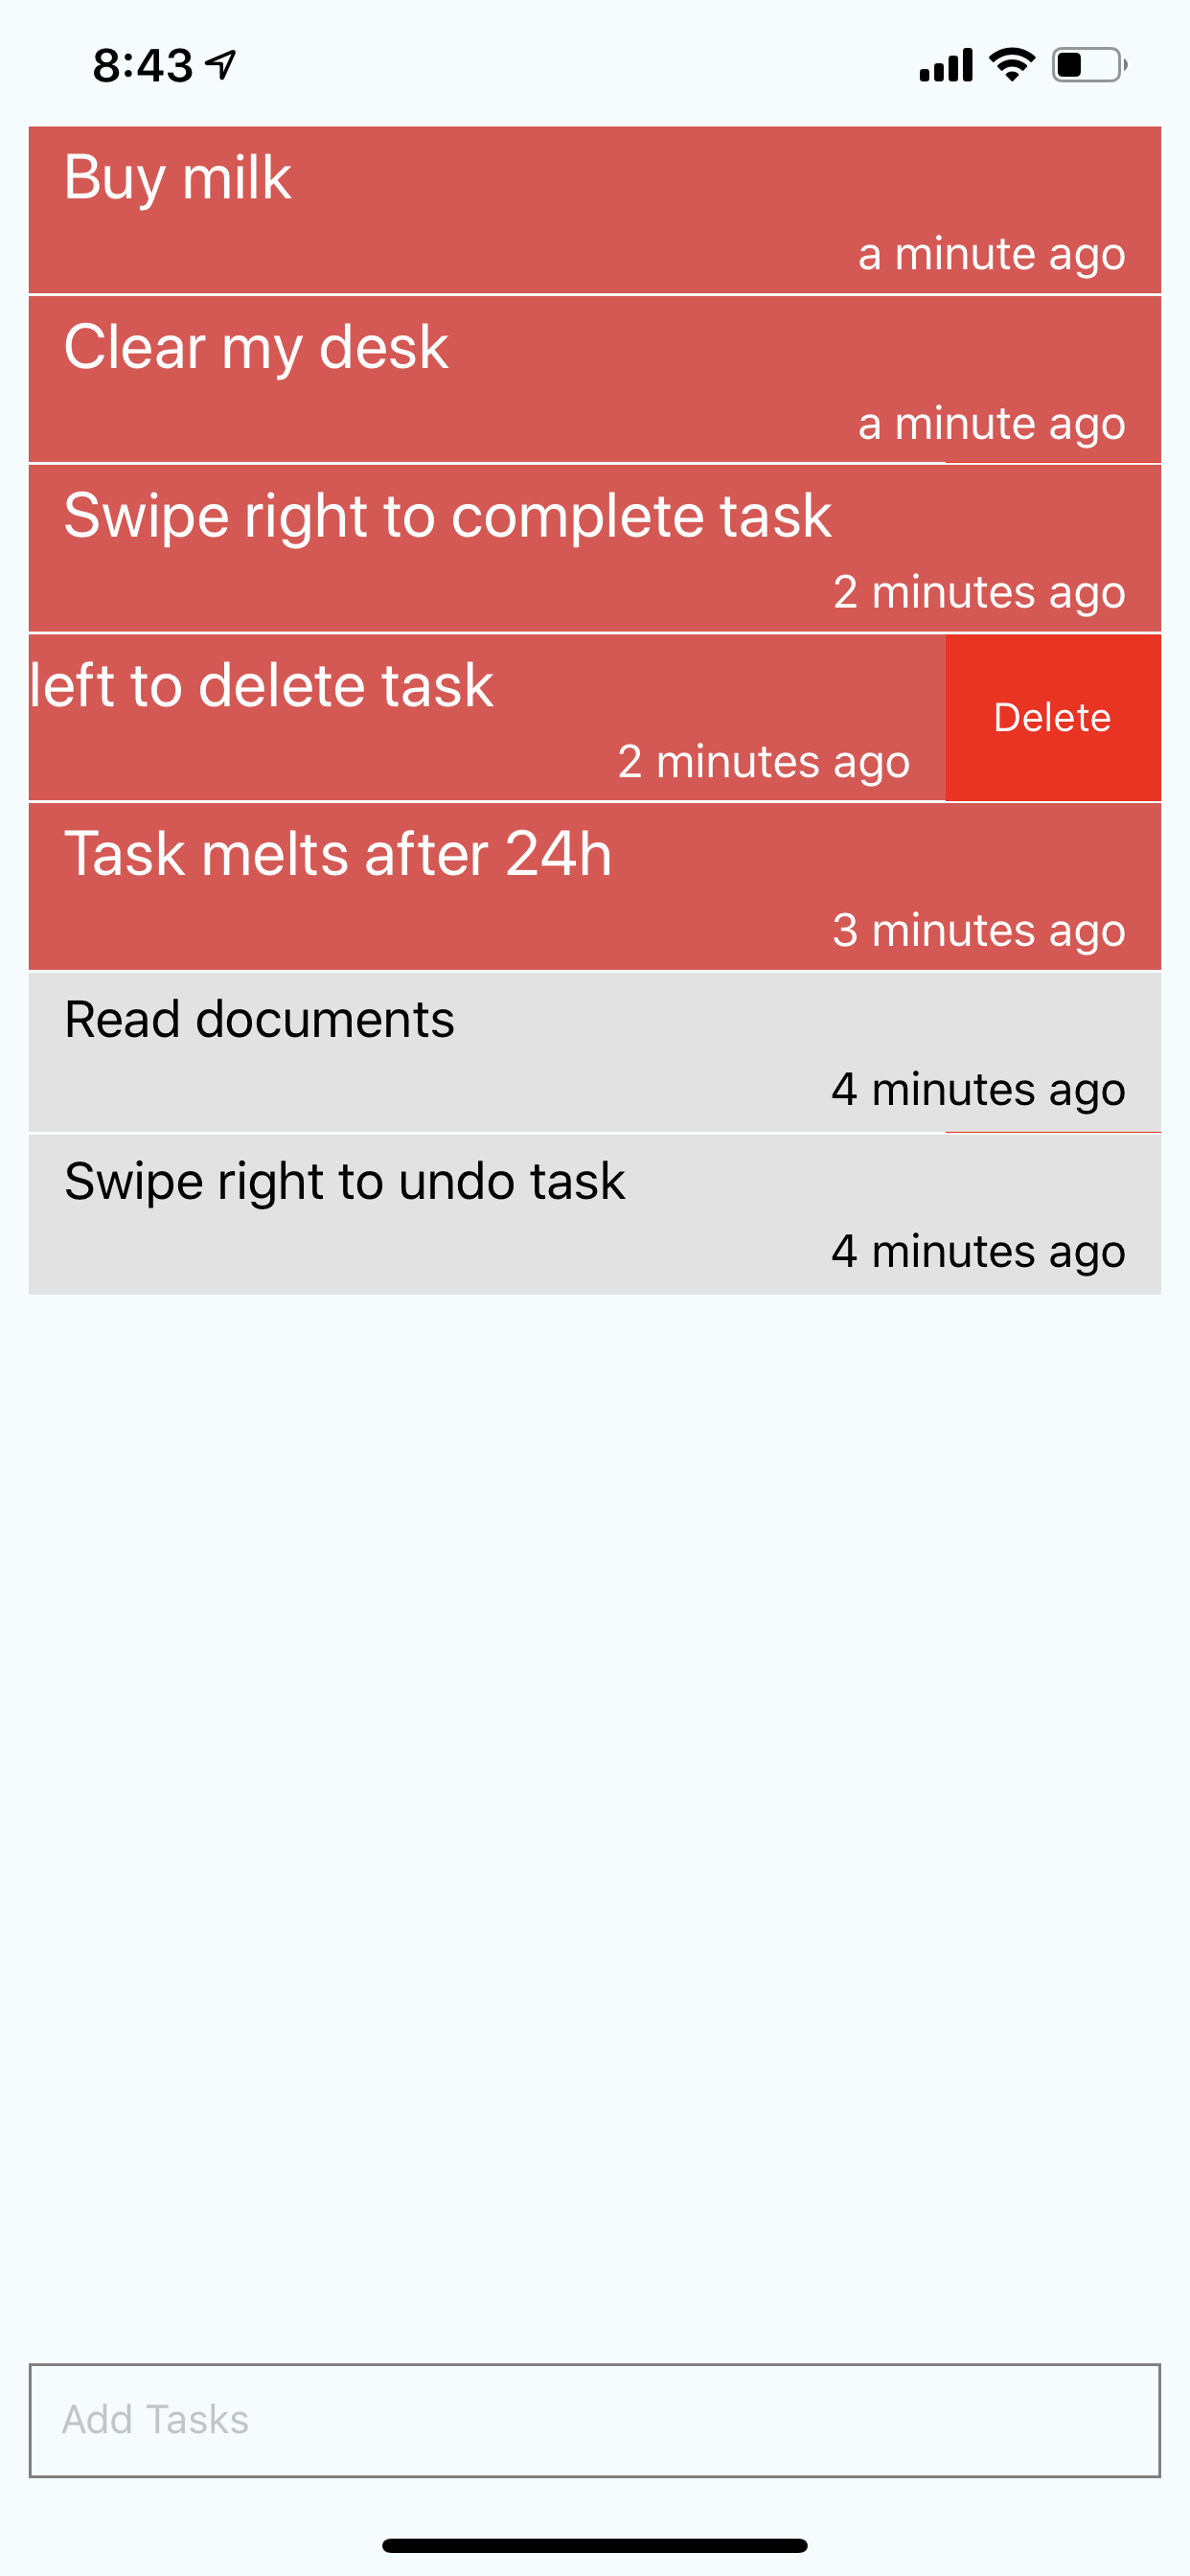 8:43
Buy milk
a minute ago
Clear my desk
a minute ago
Swipe right to complete task
2 minutes ago
left to delete task
Delete
2 minutes ago
Task melts after 24h
3 minutes ago
Read documents
4 minutes ago
Swipe right to undo task
4 minutes ago
Add Tasks